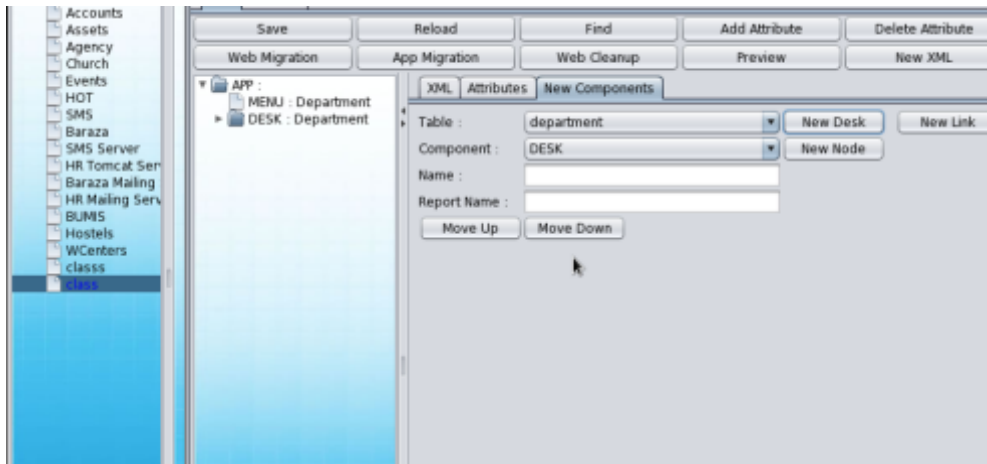 Accounts
Assets
Agency
Church
Events
HOT
SMS
Baraza
SMS Server
HR Tomcat Ser
Baraza Mailing
HR Mailing Serv
BUMIS
Hostels
WCenters
classs
class
Save Reload Find Add Attribute Delete Attribute
Web Migration App Migration Web Cleanup Preview New XML
APP :
MENU : Department
DESK : Department
XML Attributes New Components
Table : department New Desk New Link
Component : DESK New Node
Name :
Report Name :
Move Up Move Down